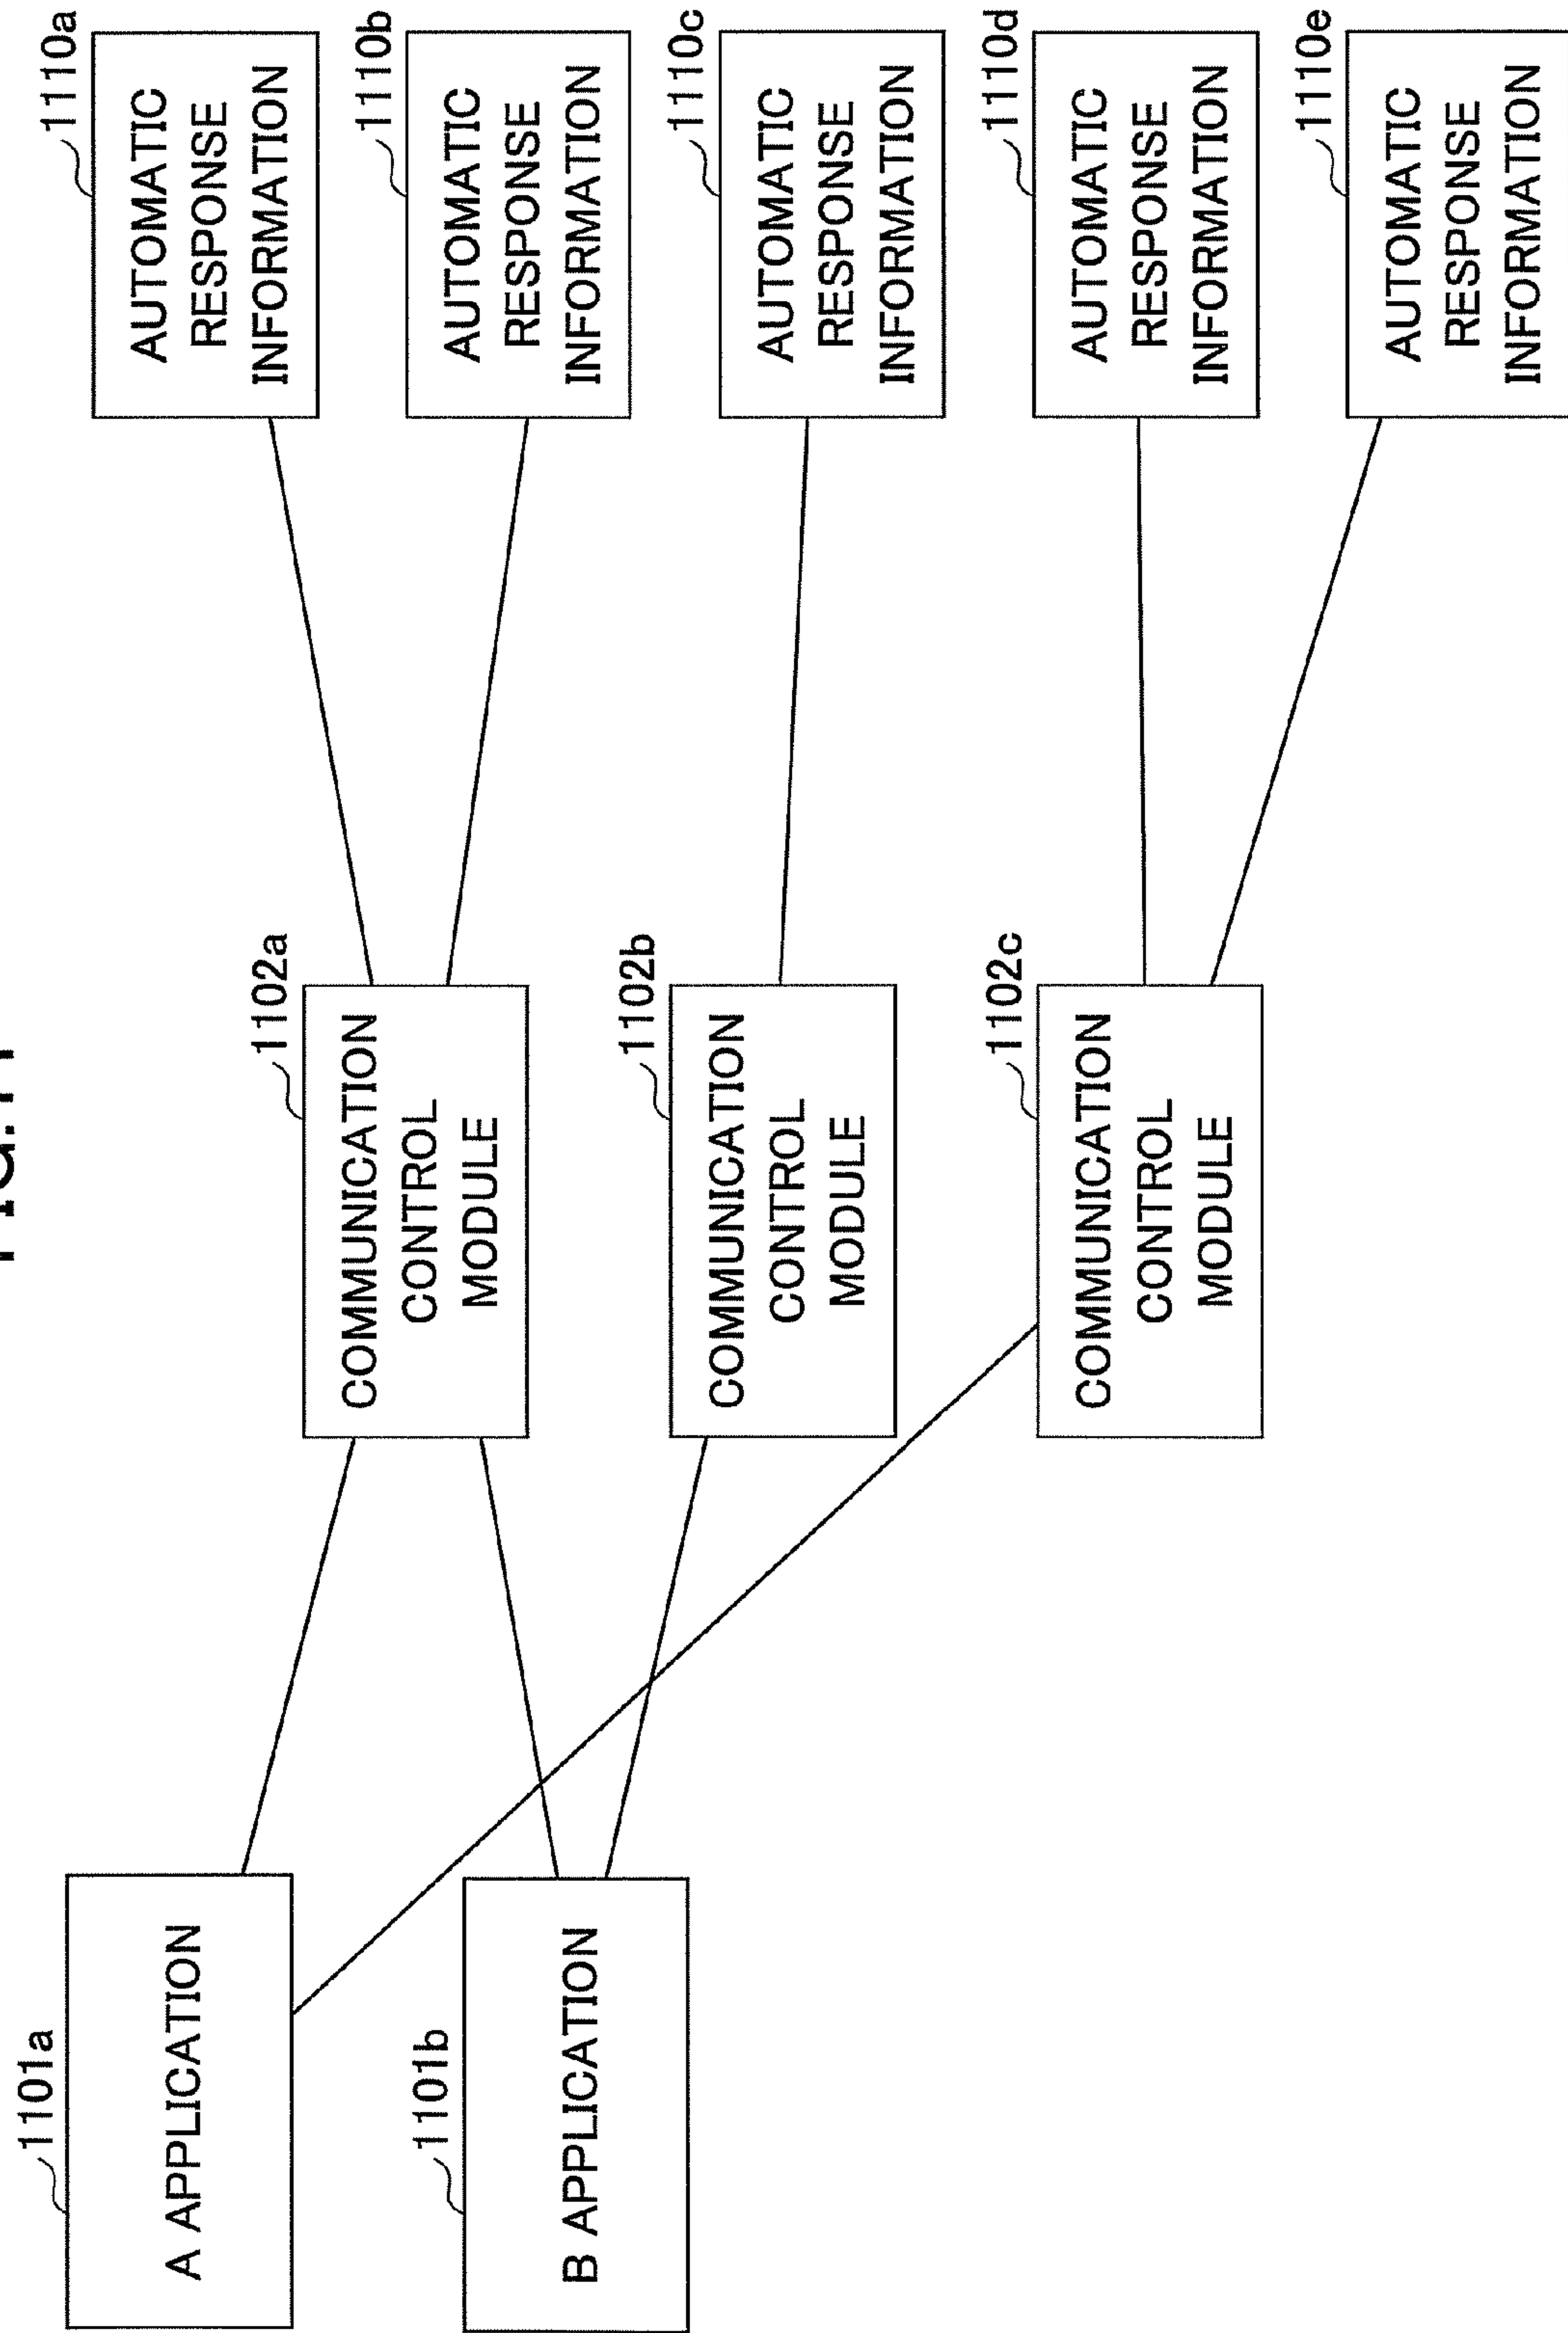 1101a
A APPLICATION
1101b
B APPLICATION
1102a
COMMUNICATION
CONTROL
MODULE
1102b
COMMUNICATION
CONTROL
MODULE
1102c
COMMUNICATION
CONTROL
MODULE
1110a
AUTOMATIC
RESPONSE
INFORMATION
1110b
AUTOMATIC
RESPONSE
INFORMATION
1110c
AUTOMATIC
RESPONSE
INFORMATION
1110d
AUTOMATIC
RESPONSE
INFORMATION
1110e
AUTOMATIC
RESPONSE
INFORMATION